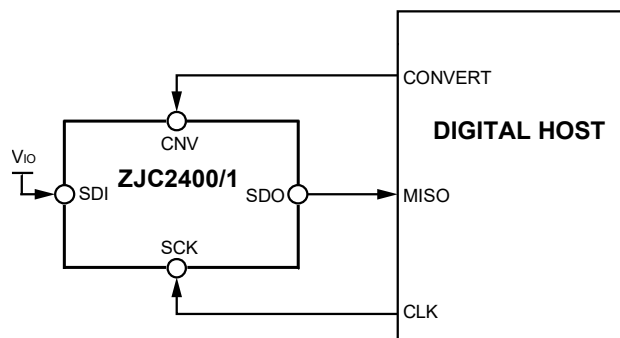 CONVERT
DIGITAL HOST
CNV
VIO
ZJC2400/1
SDI
SDO
MISO
SCK
CLK